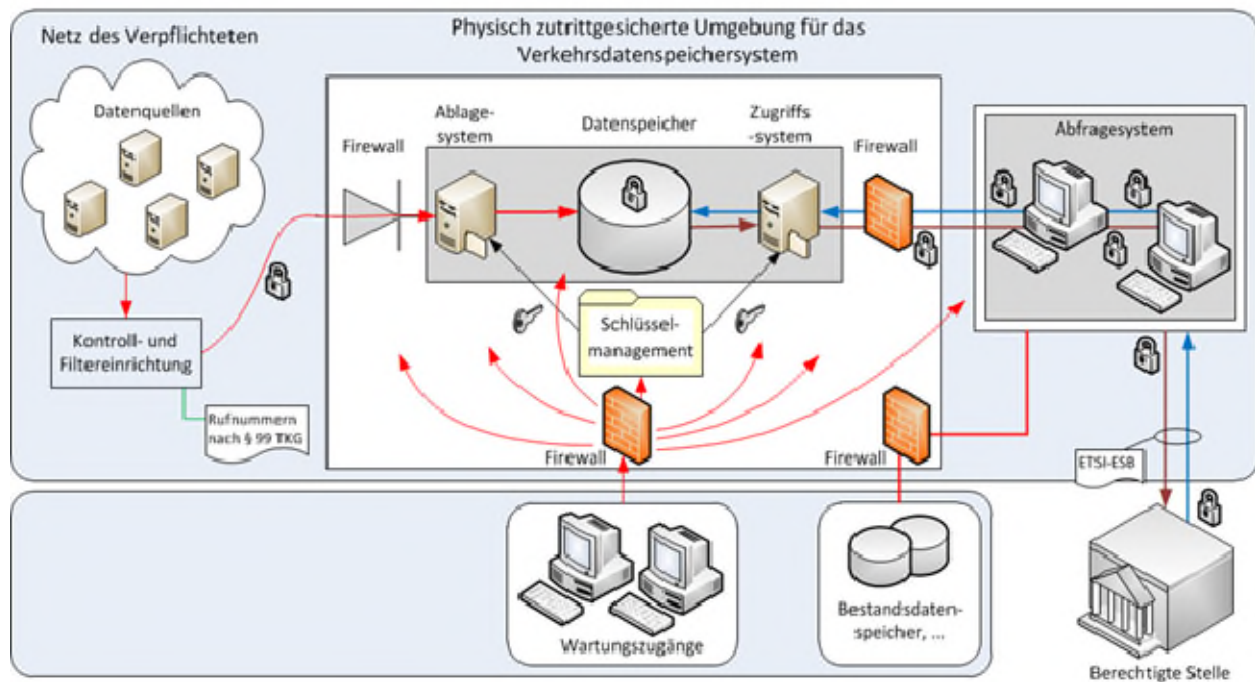 Netz des Verpflichteten
Physisch zutrittgesicherte Umgebung für das
Verkehrsdatenspeichersystem
Datenquellen
Firewall
Ablage-
system
Datenspeicher
Zugriffs
-system
Firewall
Abfragesystem
Kontroll- und
Filtereinrichtung
Schlüssel-
management
Rufnummern
nach § 99 TKG
Firewall
Firewall
ETSI-ESB
Wartungszugänge
Bestandsdaten-
speicher, ...
Berechtigte Stelle